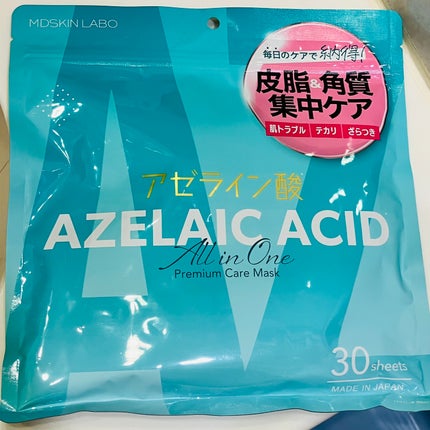 MDSKIN LABO
毎日のケアで納得!
皮脂&角質
集中ケア
肌トラブル テカリ ざらつき
アゼライン酸
AZELAIC ACID
All in One
Premium Care Mask
30 sheets
MADE IN JAPAN